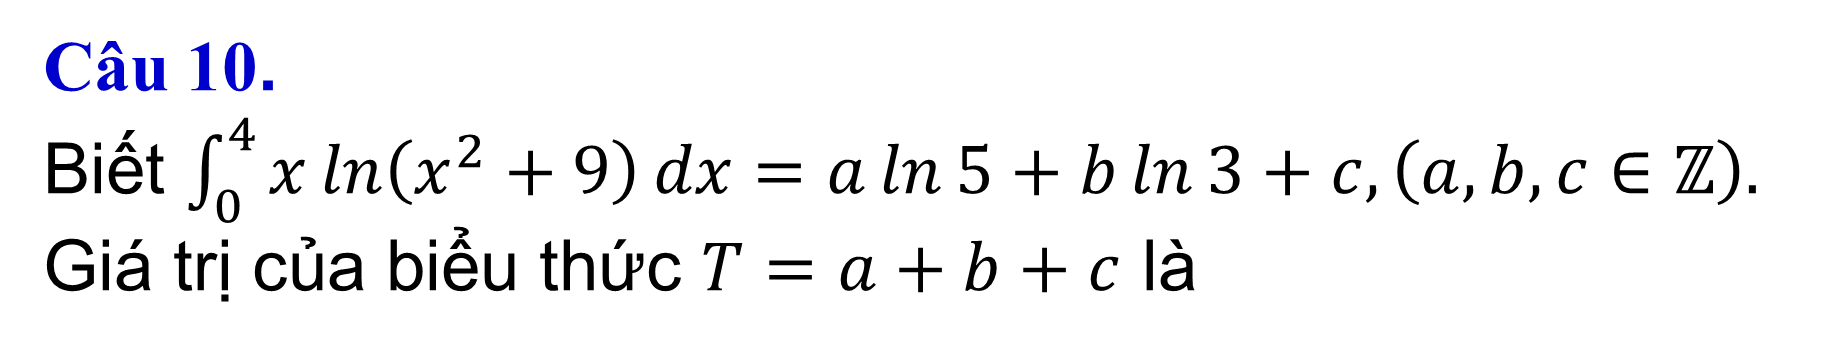 Câu 10.
Biết ∫₀⁴ x ln(x² + 9) dx = a ln 5 + b ln 3 + c, (a, b, c ∈ ℤ).
Giá trị của biểu thức T = a + b + c là